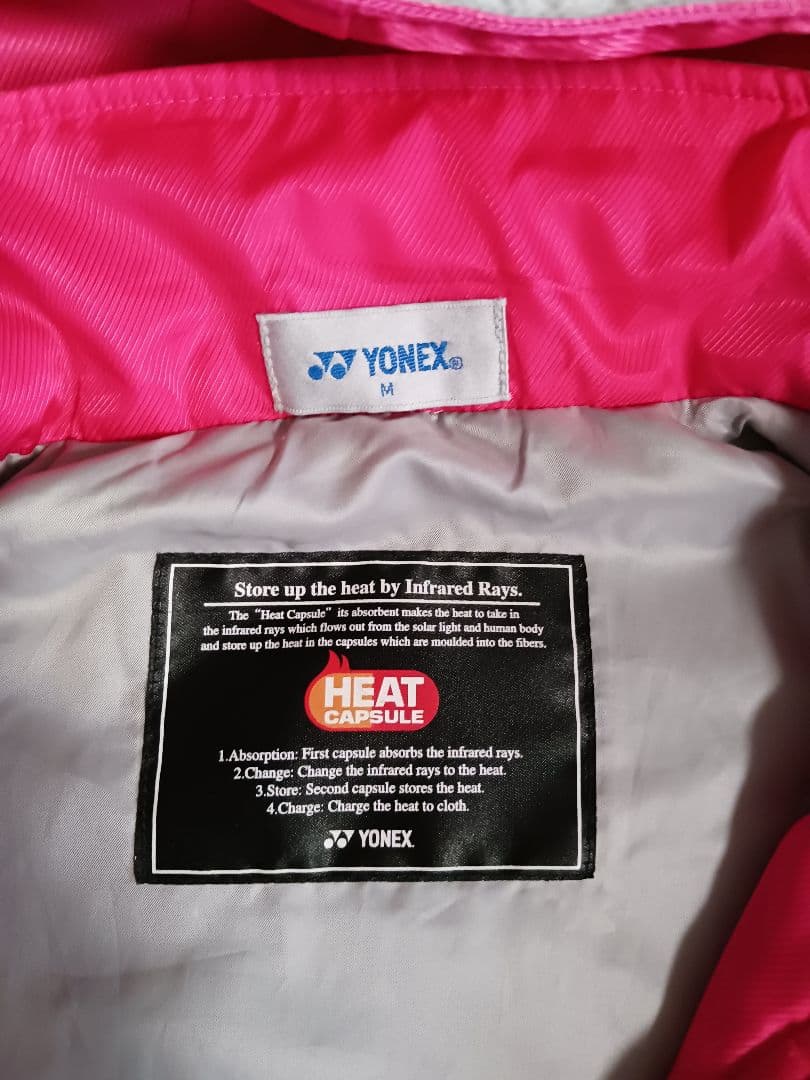 YONEX®
M
Store up the heat by Infrared Rays.
The "Heat Capsule" its absorbent makes the heat to take in
the infrared rays which flows out from the solar light and human body
and store up the heat in the capsules which are moulded into the fibers.
HEAT
CAPSULE
1.Absorption: First capsule absorbs the infrared rays.
2.Change: Change the infrared rays to the heat.
3.Store: Second capsule stores the heat.
4.Charge: Charge the heat to cloth.
YONEX